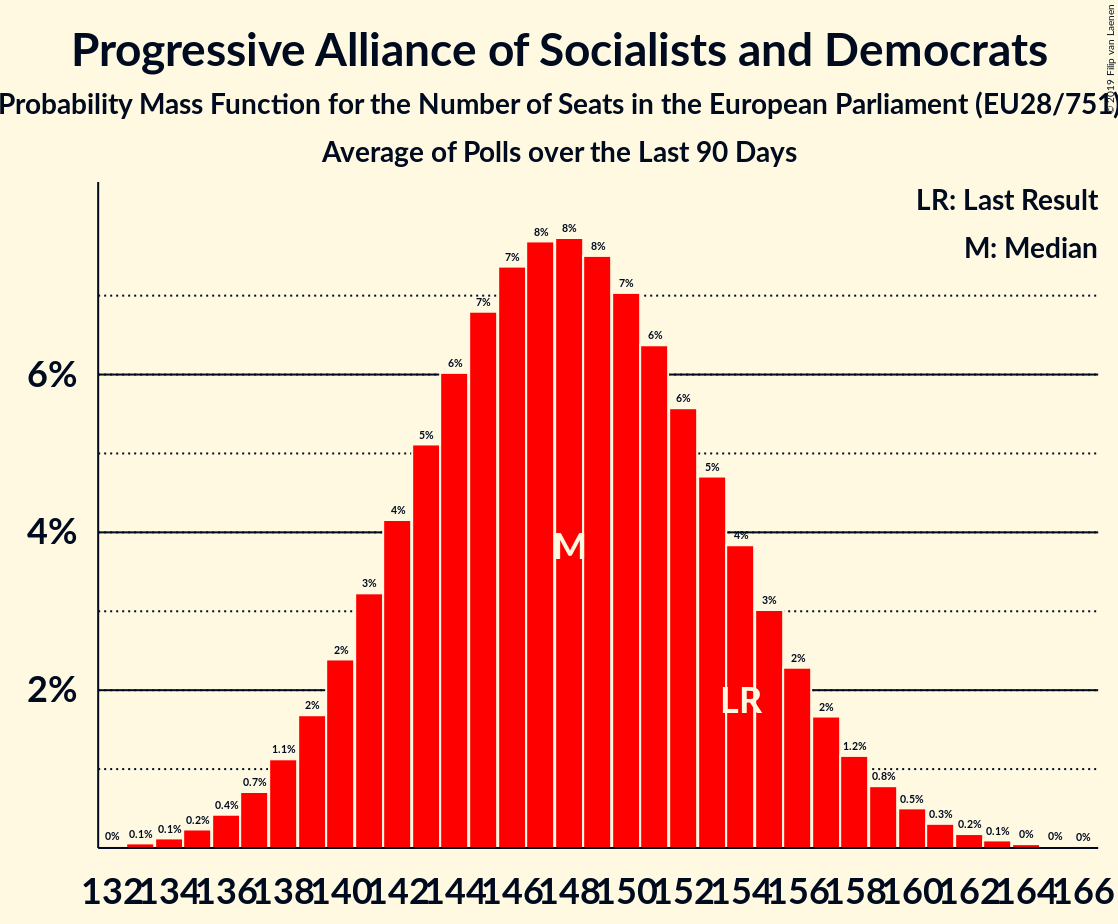 Progressive Alliance of Socialists and Democrats
Probability Mass Function for the Number of Seats in the European Parliament (EU28/751)
Average of Polls over the Last 90 Days
© 2019 Filip van Laenen
LR: Last Result
M: Median
6%
4%
2%
0% 0.1% 0.1% 0.2% 0.4% 0.7% 1.1% 2% 2% 3% 4% 5% 6% 7% 7% 8% 8% 8% 7% 6% 6% 5% 4% 3% 2% 2% 1.2% 0.8% 0.5% 0.3% 0.2% 0.1% 0% 0% 0%
M
LR
132 134 136 138 140 142 144 146 148 150 152 154 156 158 160 162 164 166